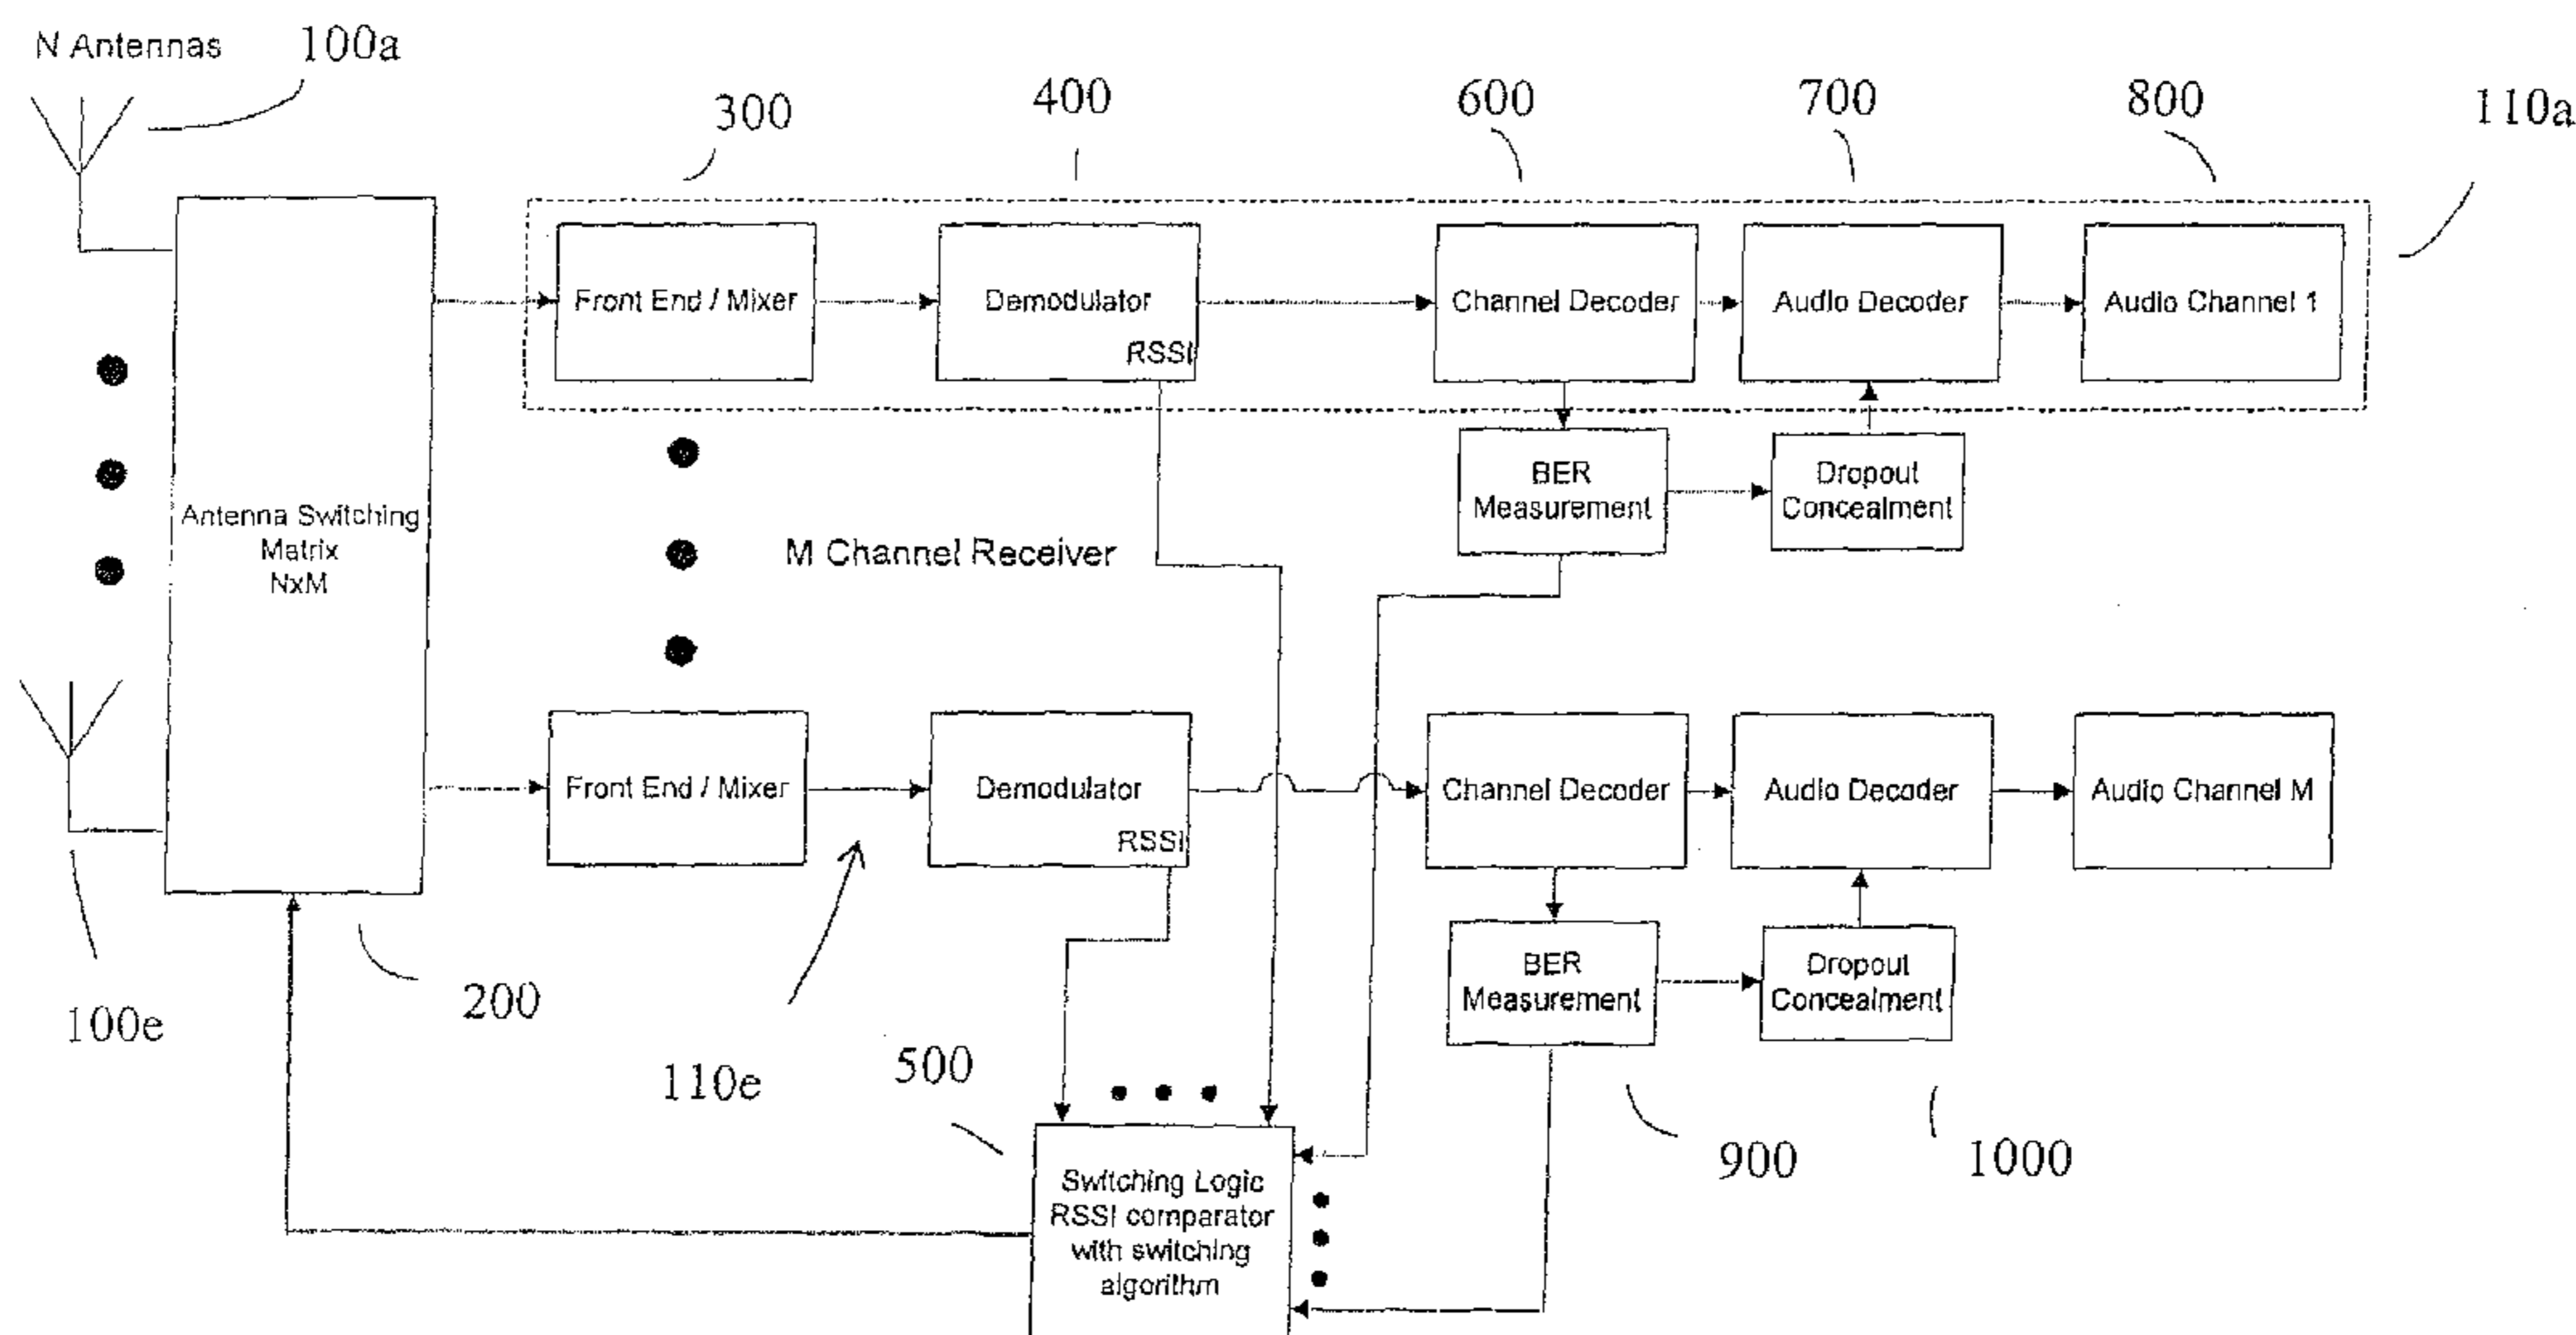 N Antennas
100a
300
400
600
700
800
110a
Front End / Mixer
Demodulator
RSSI
Channel Decoder
Audio Decoder
Audio Channel 1
BER
Measurement
Dropout
Concealment
Antenna Switching
Matrix
NxM
M Channel Receiver
Front End / Mixer
Demodulator
RSSI
Channel Decoder
Audio Decoder
Audio Channel M
BER
Measurement
Dropout
Concealment
100e
200
110e
500
900
1000
Switching Logic
RSSI comparator
with switching
algorithm